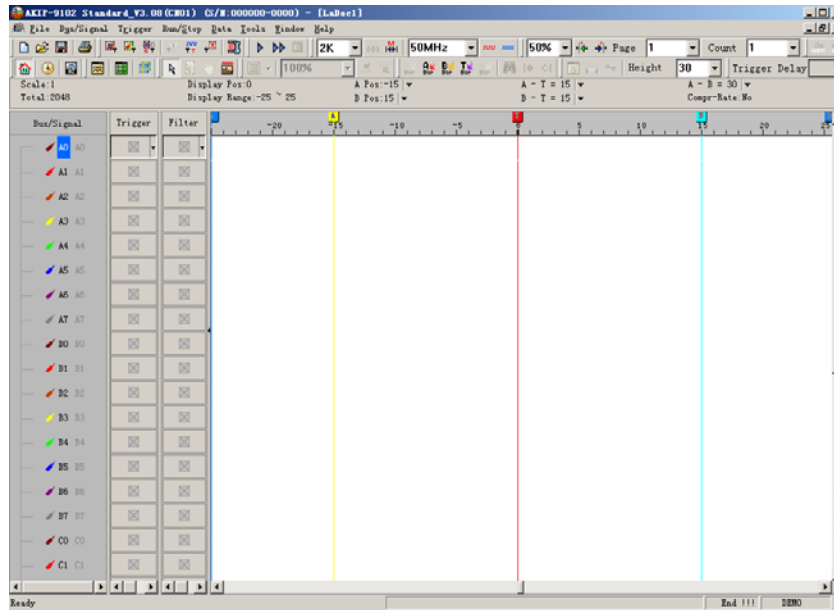 AKIP-9102 Standard_V3.08(CN01) (S/N:000000-0000) - [LaDoc1]
File Bus/Signal Trigger Run/Stop Data Tools Window Help
2K 50MHz 50% Page 1 Count 1
100% Height 30 Trigger Delay
Scale:1 Display Pos:0 A Pos:-15 A - T = 15 A - B = 30
Total:2048 Display Range:-25 ~ 25 B Pos:15 B - T = 15 Compr-Rate:No
Bus/Signal Trigger Filter -20 -15 -10 -5 5 10 15 20 25
A B
A0 A0
A1 A1
A2 A2
A3 A3
A4 A4
A5 A5
A6 A6
A7 A7
B0 B0
B1 B1
B2 B2
B3 B3
B4 B4
B5 B5
B6 B6
B7 B7
C0 C0
C1 C1
Ready End !!! DEMO